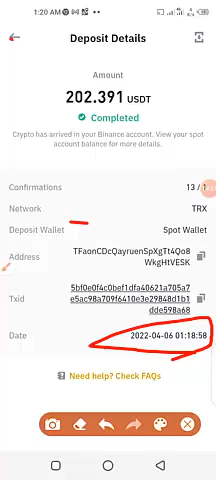 1:20 AM
Deposit Details
Amount
202.391 USDT
Completed
Crypto has arrived in your Binance account. View your spot account balance for more details.
Confirmations 13 / 1
Network TRX
Deposit Wallet Spot Wallet
Address TFaonCDcQayruenSpXgTt4Qo8
WkgHtVESK
Txid 5bf0e0f4c0bef1dfa40621a705a7
e5ac98a709f6410e3e29848d1b1
dde598a68
Date 2022-04-06 01:18:58
Need help? Check FAQs